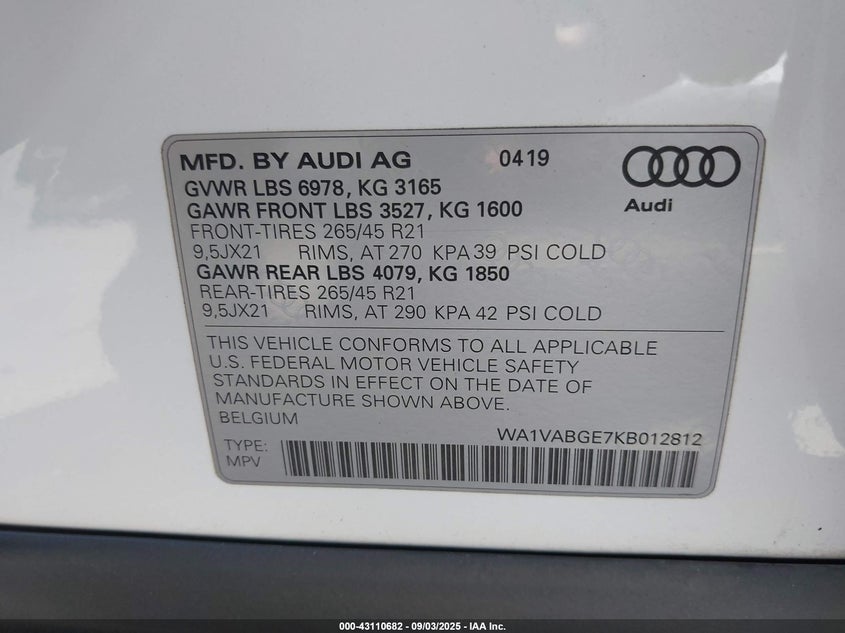 MFD. BY AUDI AG 0419
GVWR LBS 6978, KG 3165
GAWR FRONT LBS 3527, KG 1600
FRONT-TIRES 265/45 R21
9,5JX21 RIMS, AT 270 KPA 39 PSI COLD
GAWR REAR LBS 4079, KG 1850
REAR-TIRES 265/45 R21
9,5JX21 RIMS, AT 290 KPA 42 PSI COLD
Audi
THIS VEHICLE CONFORMS TO ALL APPLICABLE
U.S. FEDERAL MOTOR VEHICLE SAFETY
STANDARDS IN EFFECT ON THE DATE OF
MANUFACTURE SHOWN ABOVE.
BELGIUM
WA1VABGE7KB012812
TYPE:
MPV
000-43110682 - 09/03/2025 - IAA Inc.